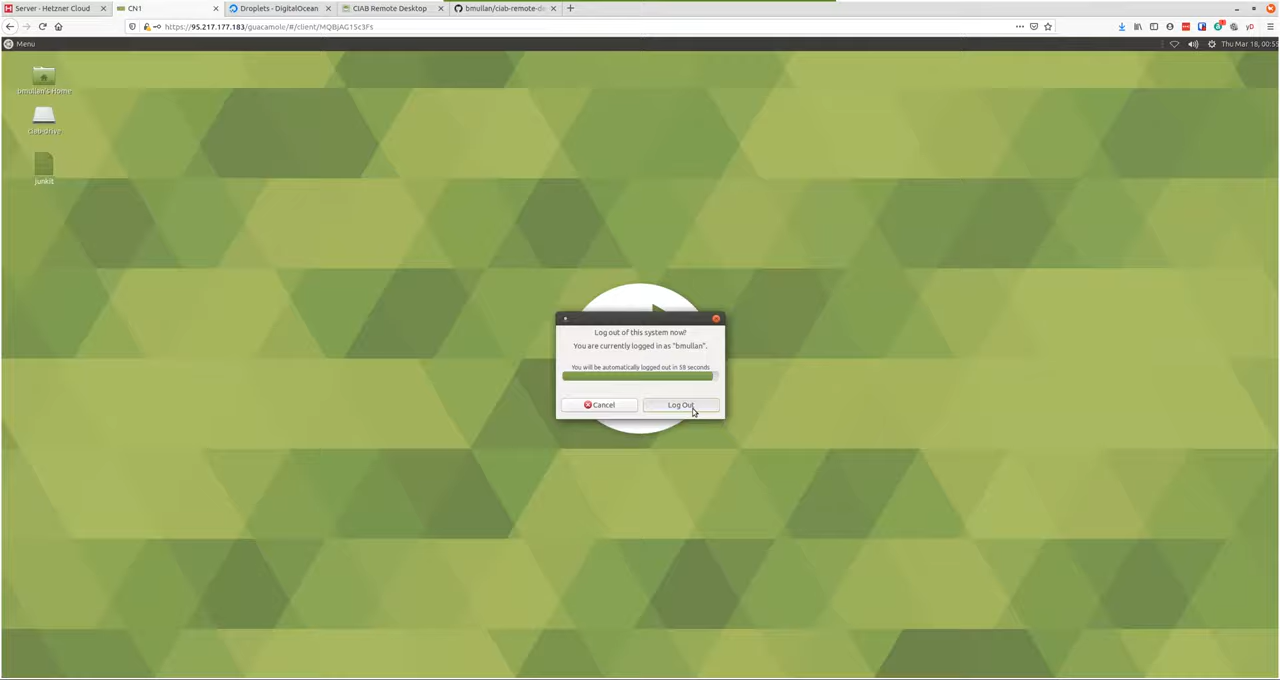 Server - Hetzner Cloud
CN1
Droplets - DigitalOcean
CIAB Remote Desktop
bmullan/ciab-remote-de
https://95.217.177.183/guacamole/#/client/MQBjAG15c3Fs
Menu
Thu Mar 18, 00:55
bmullan's Home
ciab-drive
junkit
Log out of this system now?
You are currently logged in as "bmullan".
You will be automatically logged out in 58 seconds
Cancel
Log Out